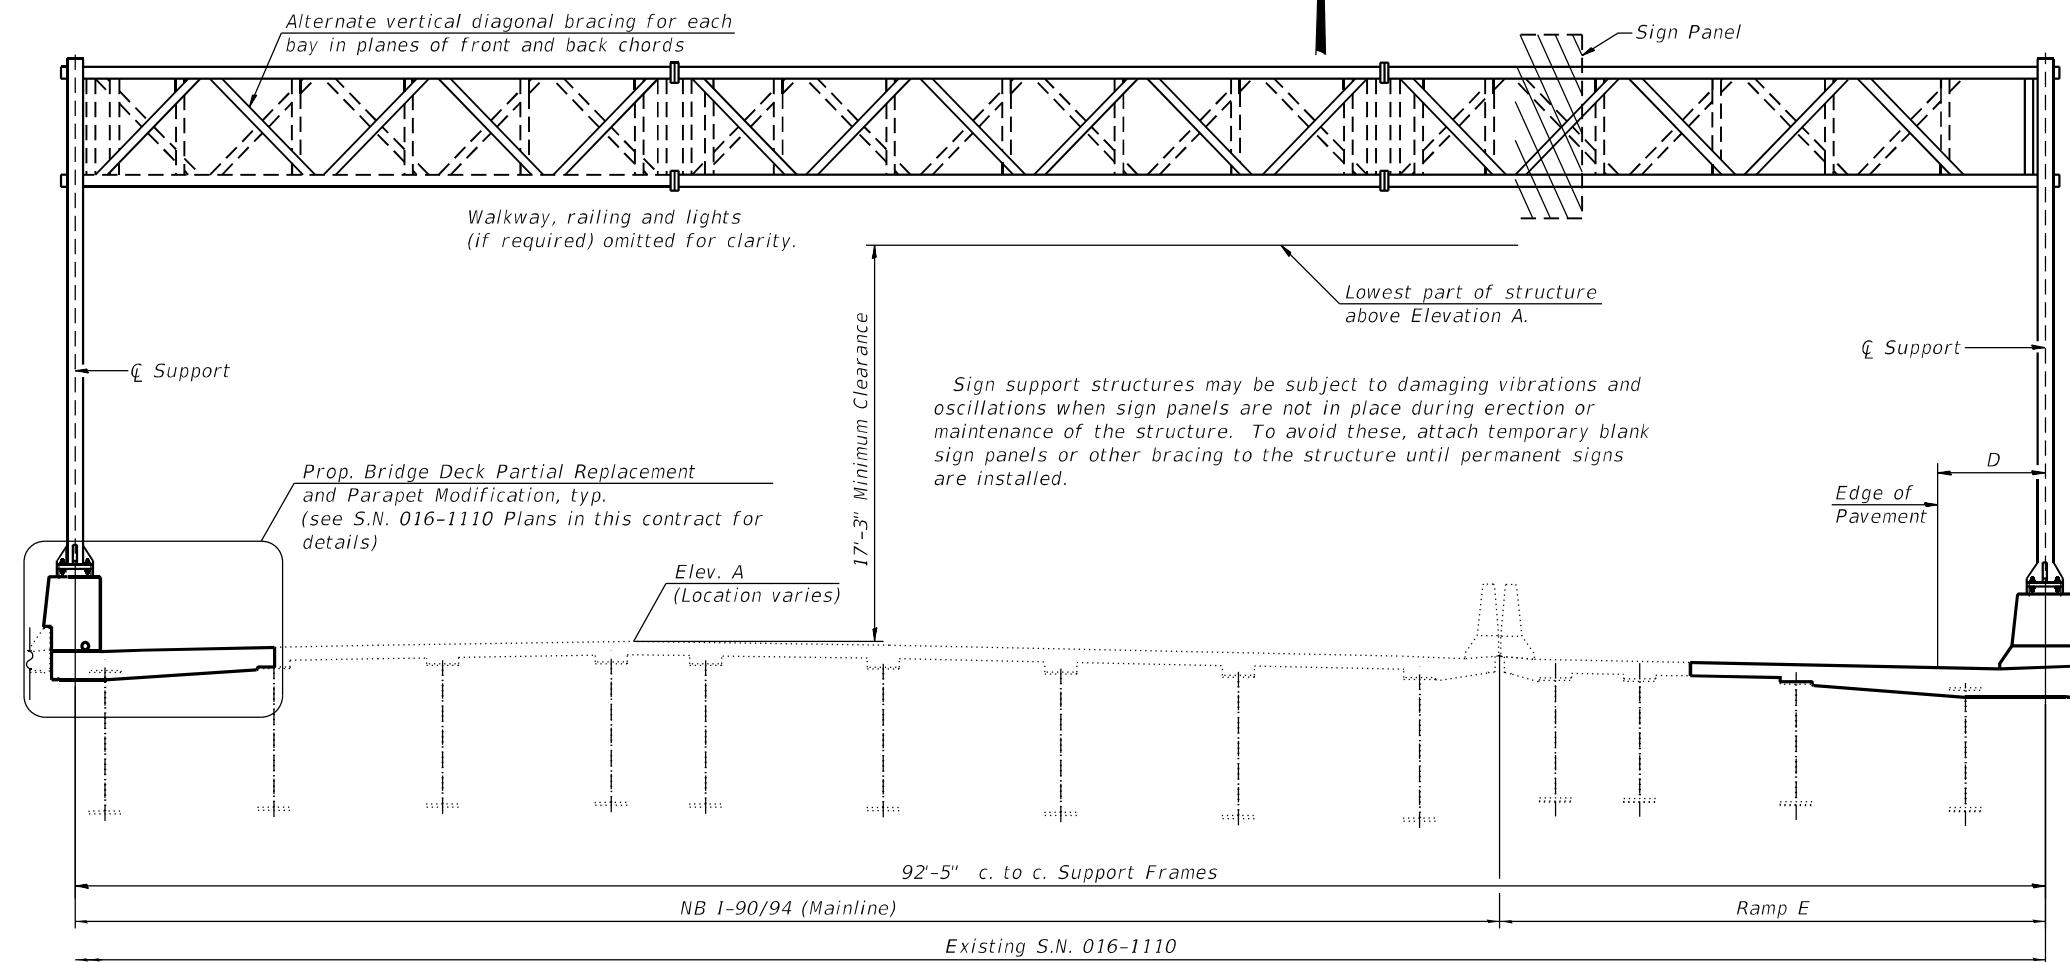 Alternate vertical diagonal bracing for each
bay in planes of front and back chords
Sign Panel
Walkway, railing and lights
(if required) omitted for clarity.
Lowest part of structure
above Elevation A.
17'-3" Minimum Clearance
℄ Support
℄ Support
Sign support structures may be subject to damaging vibrations and
oscillations when sign panels are not in place during erection or
maintenance of the structure. To avoid these, attach temporary blank
sign panels or other bracing to the structure until permanent signs
are installed.
Prop. Bridge Deck Partial Replacement
and Parapet Modification, typ.
(see S.N. 016-1110 Plans in this contract for
details)
D
Edge of
Pavement
Elev. A
(Location varies)
92'-5" c. to c. Support Frames
NB I-90/94 (Mainline)
Ramp E
Existing S.N. 016-1110